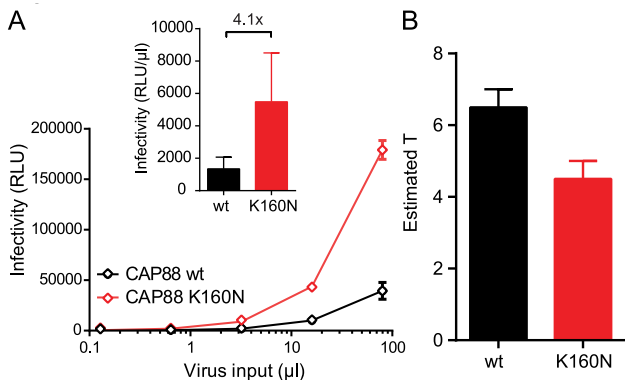 A
B
4.1x
Infectivity (RLU/µl)
10000
8000
6000
4000
2000
0
wt
K160N
Infectivity (RLU)
200000
150000
100000
50000
0
CAP88 wt
CAP88 K160N
0.1
1
10
100
Virus input (µl)
Estimated T
8
6
4
2
0
wt
K160N